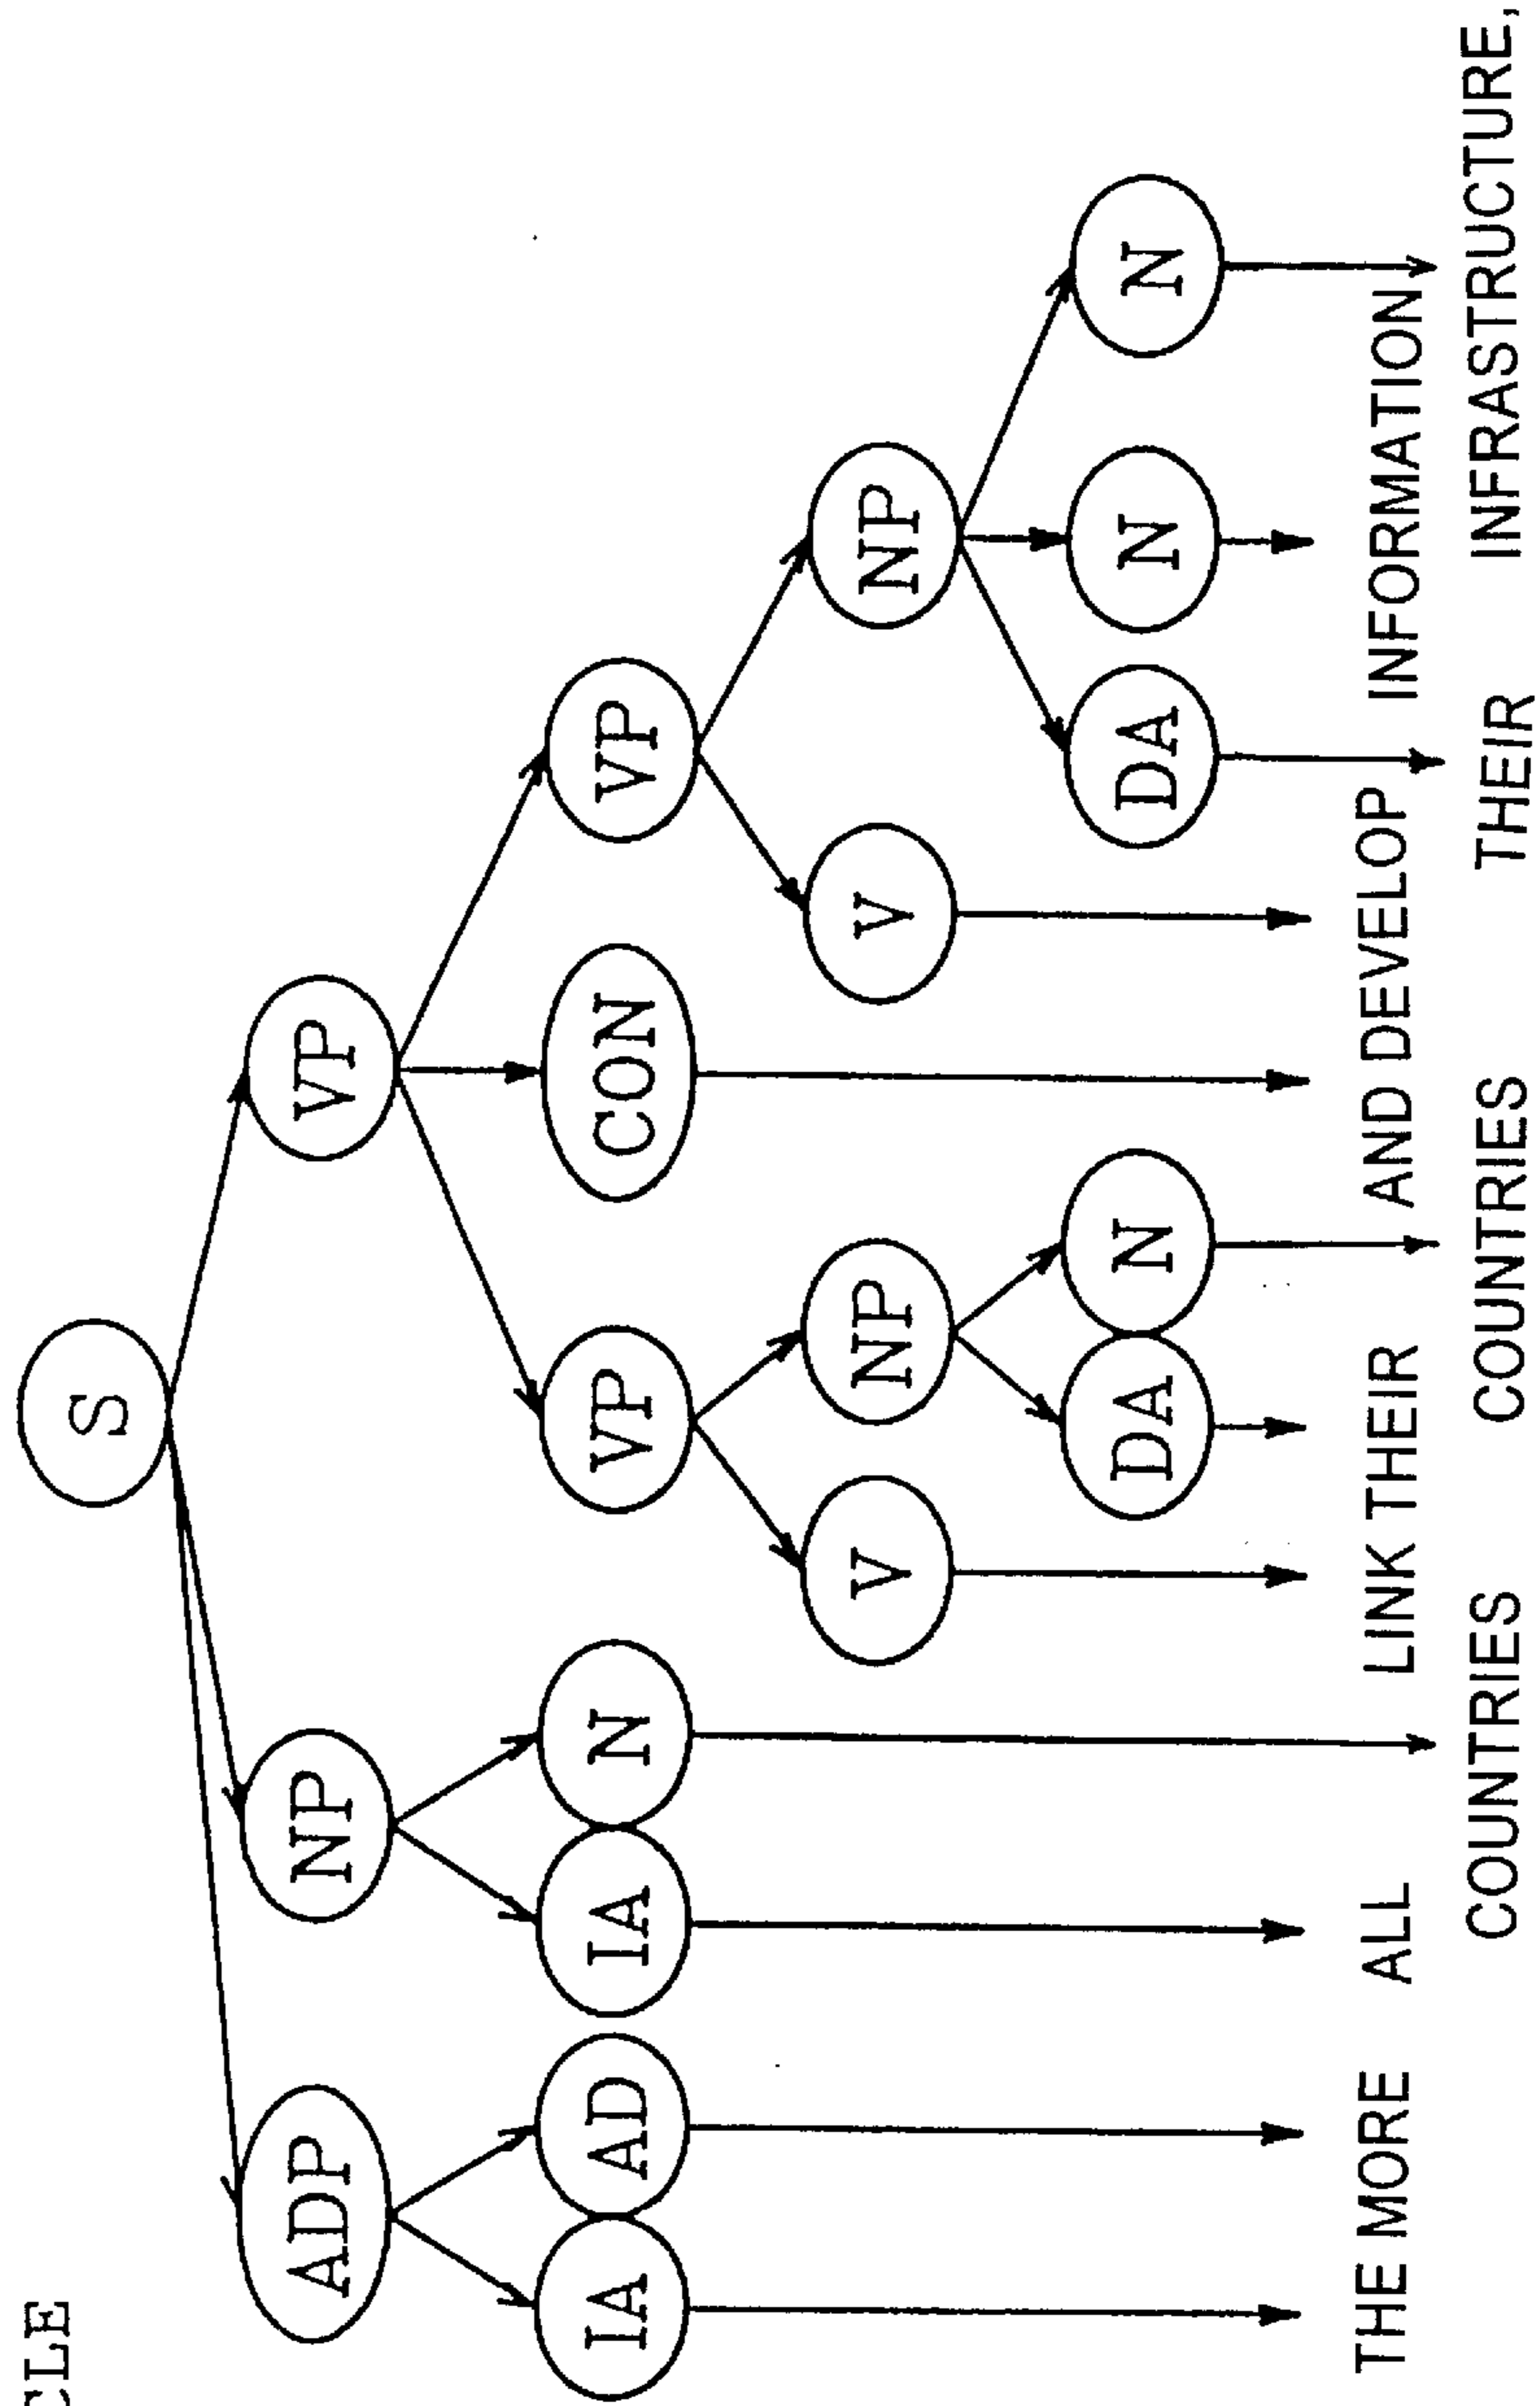 S
ADP NP VP
IA AD IA N VP CON VP
V NP V NP
DA N DA N N
THE MORE ALL LINK THEIR AND DEVELOP INFORMATION
COUNTRIES COUNTRIES THEIR INFRASTRUCTURE,